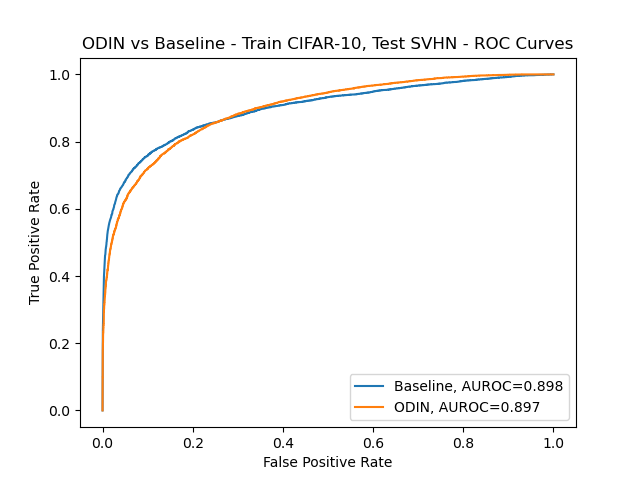 ODIN vs Baseline - Train CIFAR-10, Test SVHN - ROC Curves
True Positive Rate
1.0
0.8
0.6
0.4
0.2
0.0
Baseline, AUROC=0.898
ODIN, AUROC=0.897
0.0 0.2 0.4 0.6 0.8 1.0
False Positive Rate